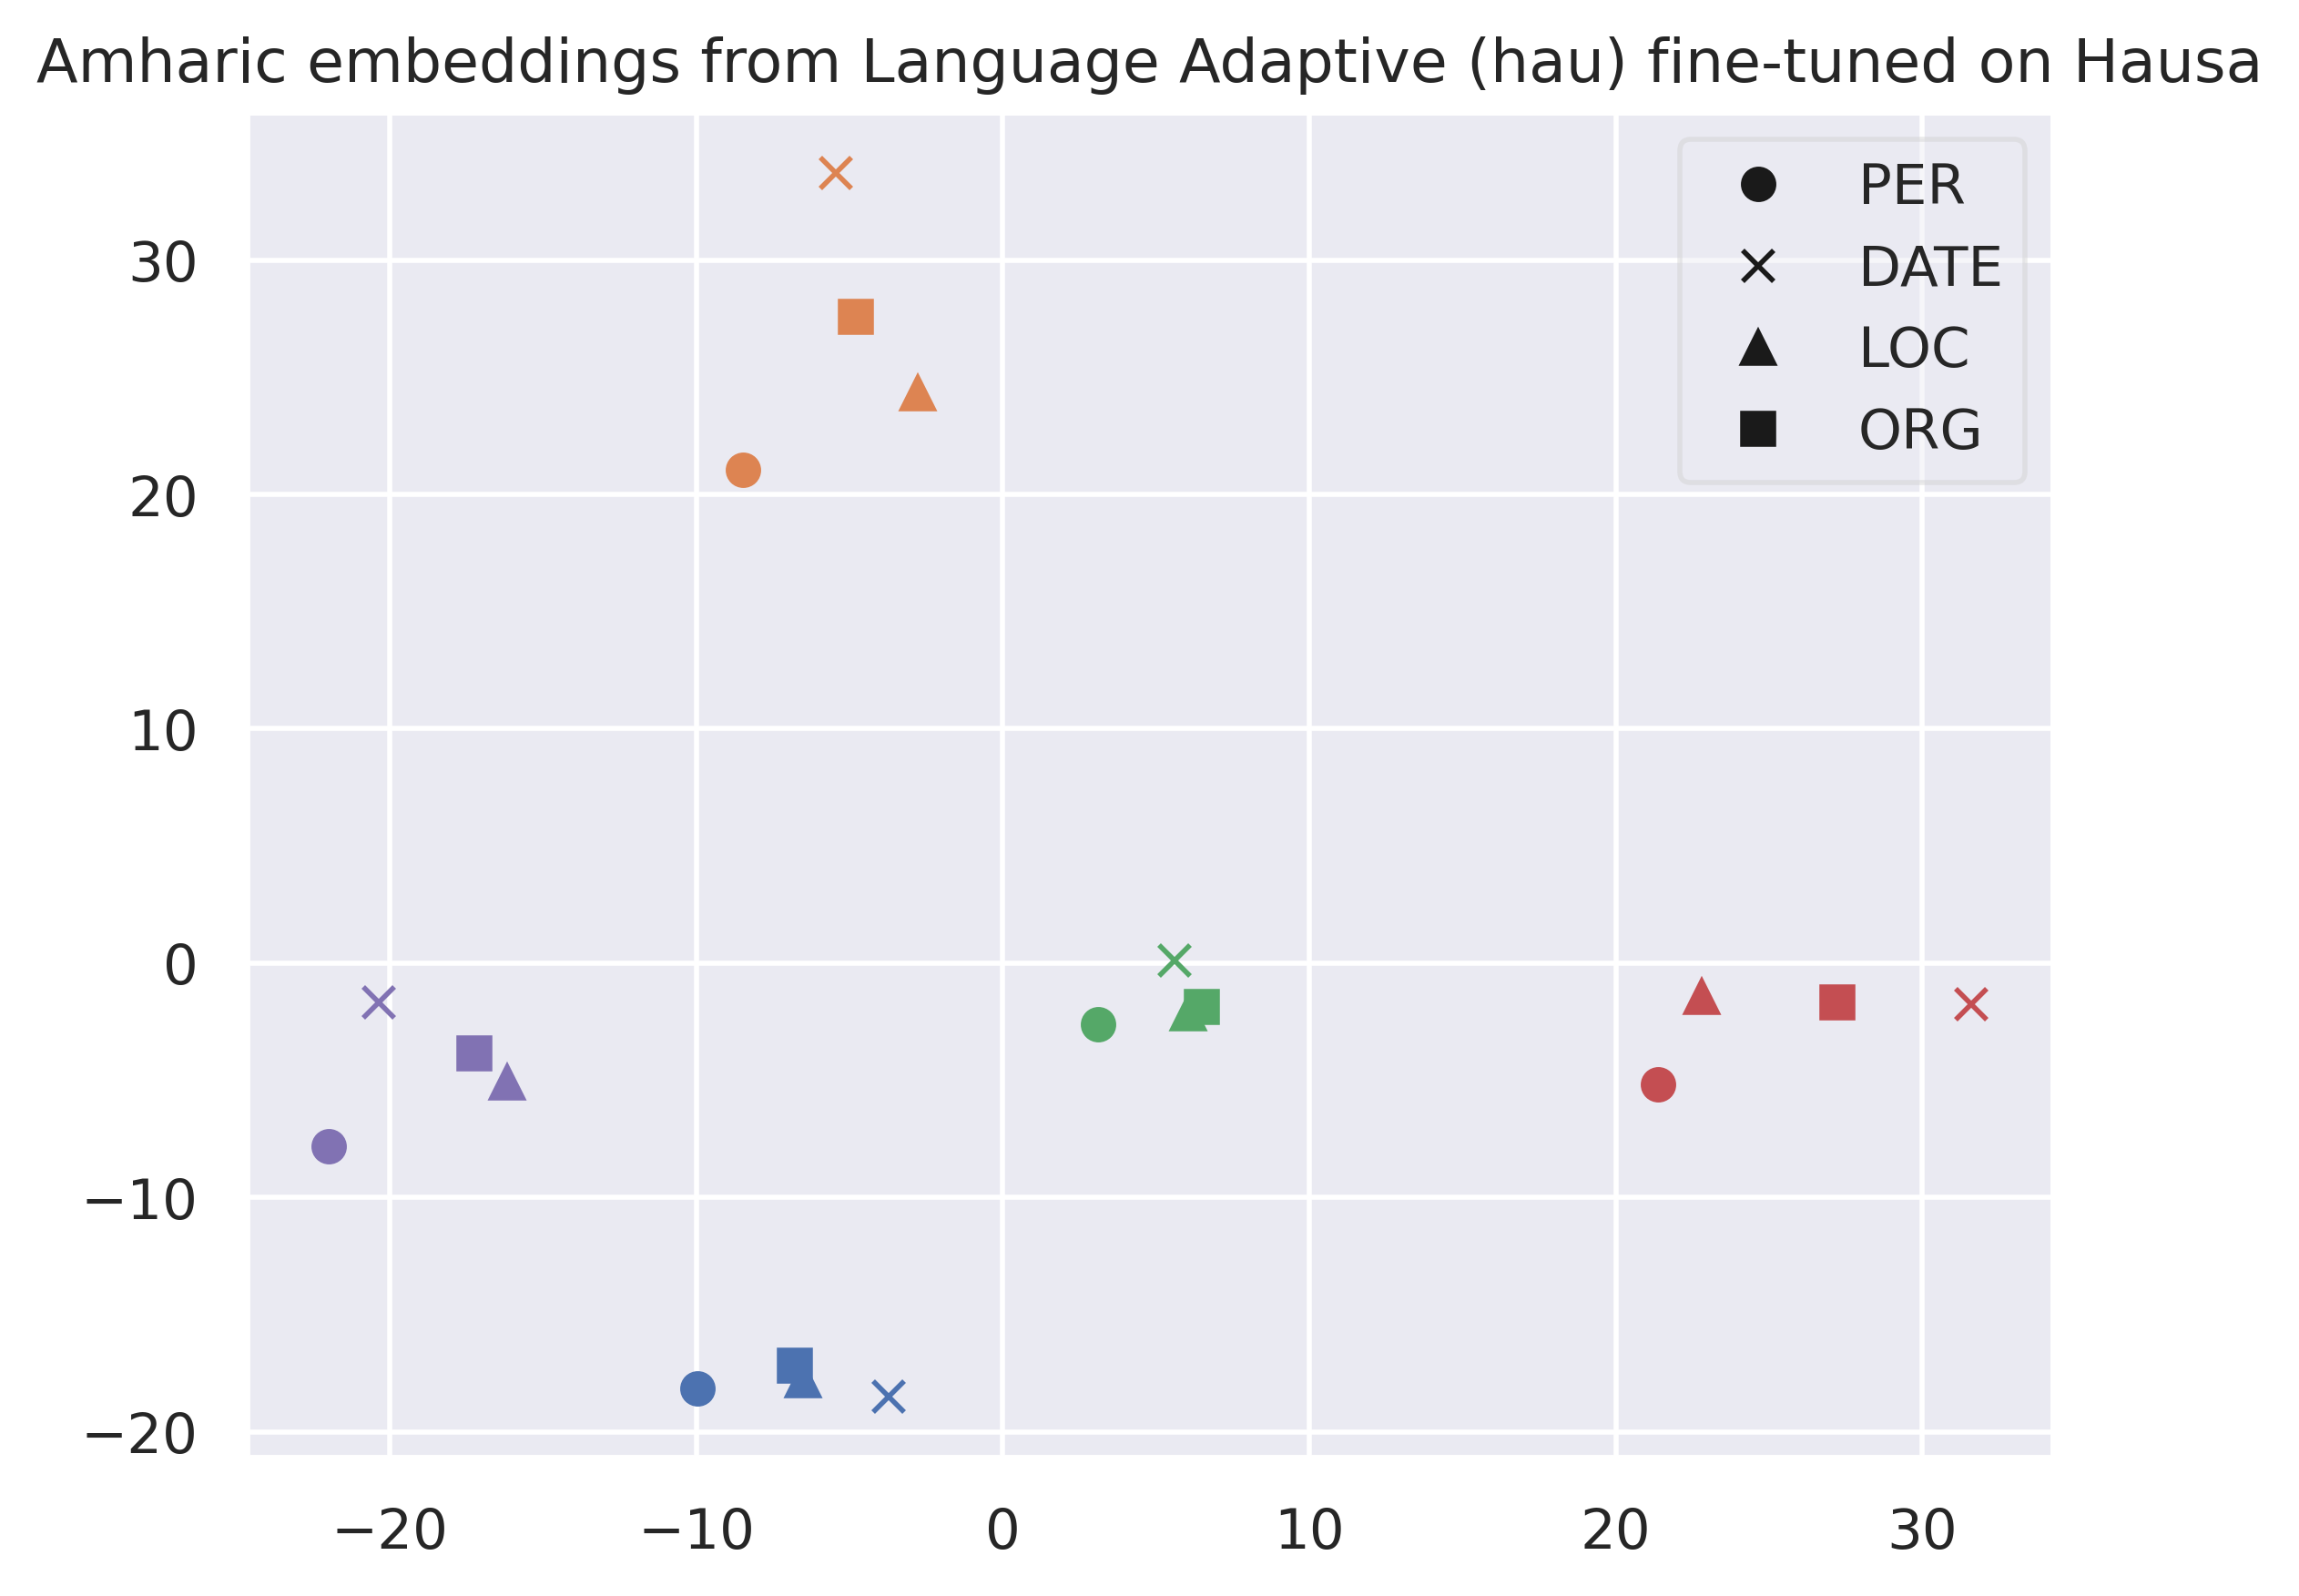 Amharic embeddings from Language Adaptive (hau) fine-tuned on Hausa
PER
DATE
LOC
ORG
30
20
10
0
−10
−20
−20 −10 0 10 20 30